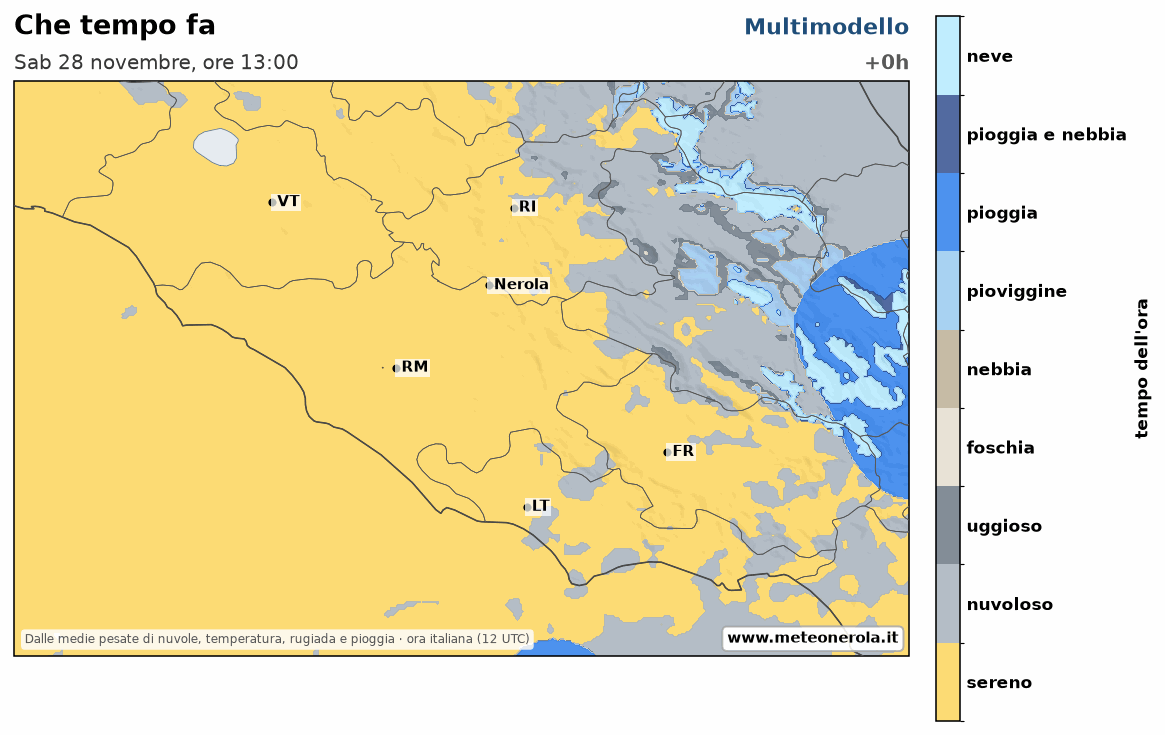 Che tempo fa
Multimodello
Sab 28 novembre, ore 13:00
+0h
neve
pioggia e nebbia
pioggia
pioviggine
nebbia
foschia
uggioso
nuvoloso
sereno
tempo dell'ora
VT
RI
Nerola
RM
FR
LT
Dalle medie pesate di nuvole, temperatura, rugiada e pioggia · ora italiana (12 UTC)
www.meteonerola.it